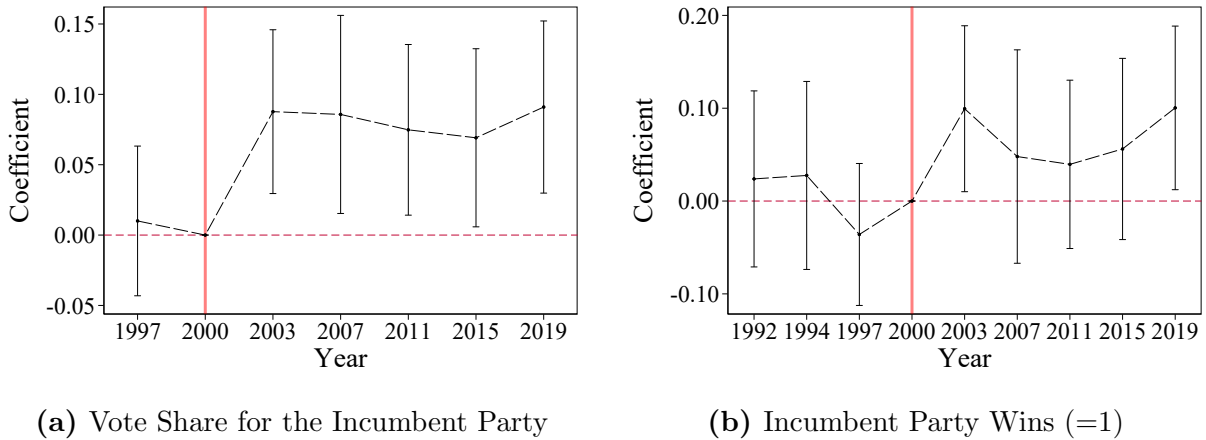 0.15
0.10
0.05
0.00
-0.05
Coefficient
1997 2000 2003 2007 2011 2015 2019
Year
(a) Vote Share for the Incumbent Party
0.20
0.10
0.00
-0.10
Coefficient
1992 1994 1997 2000 2003 2007 2011 2015 2019
Year
(b) Incumbent Party Wins (=1)